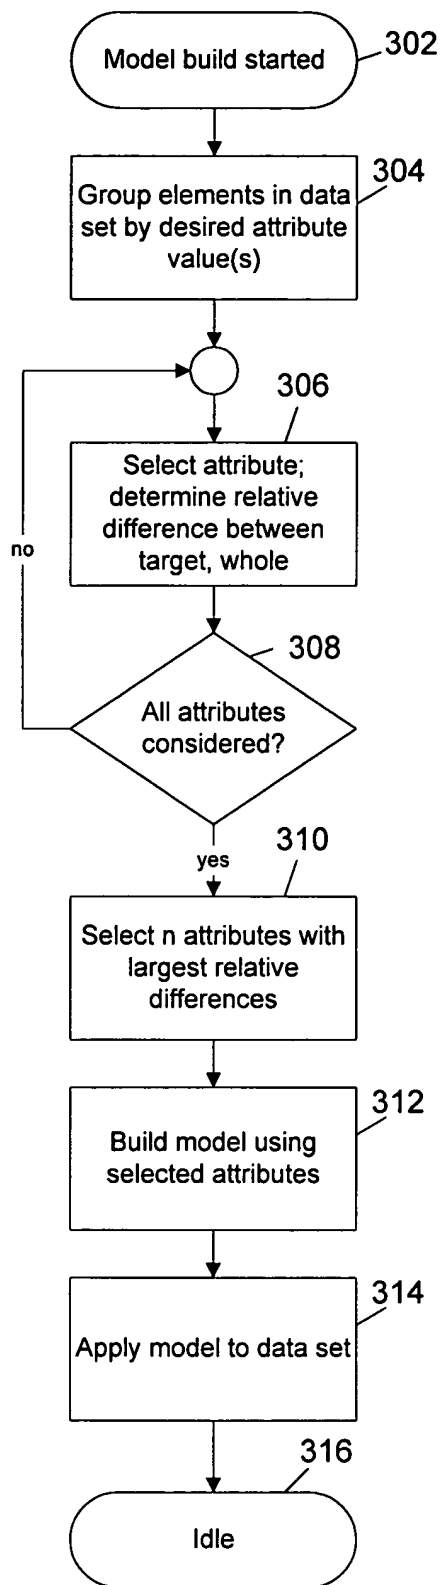 Model build started
302
304
Group elements in data
set by desired attribute
value(s)
306
Select attribute;
determine relative
difference between
target, whole
no
308
All attributes
considered?
yes
310
Select n attributes with
largest relative
differences
312
Build model using
selected attributes
314
Apply model to data set
316
Idle